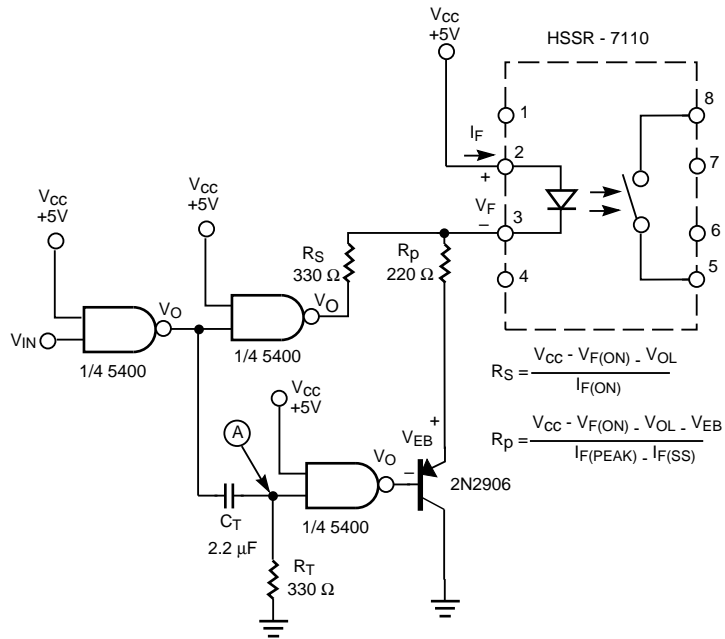 HSSR - 7110
VCC
+5V
1
8
IF
2
+
7
VF
3
–
6
4
5
VCC
+5V
VCC
+5V
RS
330 Ω
Rp
220 Ω
VIN
VO
VO
1/4 5400
1/4 5400
RS = VCC - VF(ON) - VOL
IF(ON)
VCC
+5V
A
VEB
+
Rp = VCC - VF(ON) - VOL - VEB
IF(PEAK) - IF(SS)
VO
–
2N2906
CT
2.2 µF
1/4 5400
RT
330 Ω